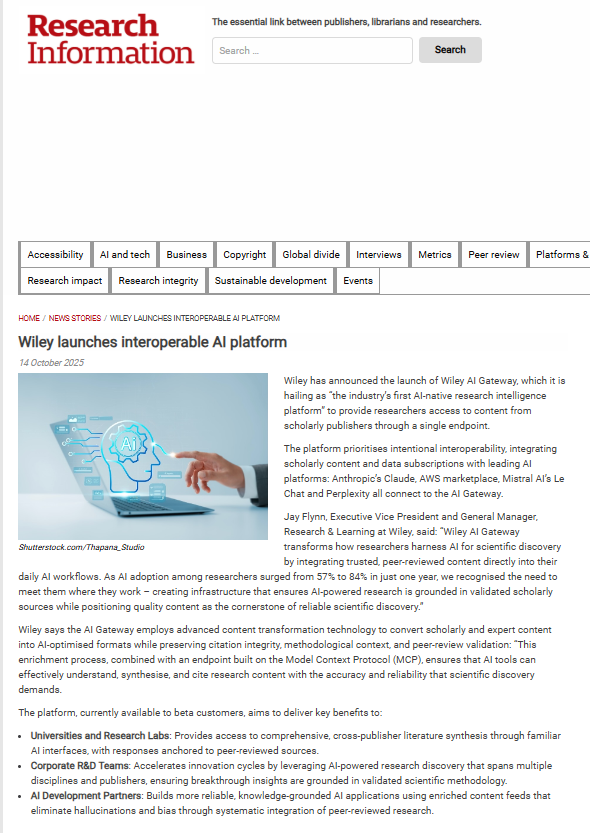 Research
Information
The essential link between publishers, librarians and researchers.
Search ...
Search
Accessibility
AI and tech
Business
Copyright
Global divide
Interviews
Metrics
Peer review
Platforms &
Research impact
Research integrity
Sustainable development
Events
HOME / NEWS STORIES / WILEY LAUNCHES INTEROPERABLE AI PLATFORM
Wiley launches interoperable AI platform
14 October 2025
AI
Shutterstock.com/Thapana_Studio
Wiley has announced the launch of Wiley AI Gateway, which it is
hailing as “the industry's first AI-native research intelligence
platform” to provide researchers access to content from
scholarly publishers through a single endpoint.
The platform prioritises intentional interoperability, integrating
scholarly content and data subscriptions with leading AI
platforms: Anthropic's Claude, AWS marketplace, Mistral AI's Le
Chat and Perplexity all connect to the AI Gateway.
Jay Flynn, Executive Vice President and General Manager,
Research & Learning at Wiley, said: “Wiley AI Gateway
transforms how researchers harness AI for scientific discovery
by integrating trusted, peer-reviewed content directly into their
daily AI workflows. As AI adoption among researchers surged from 57% to 84% in just one year, we recognised the need to
meet them where they work – creating infrastructure that ensures AI-powered research is grounded in validated scholarly
sources while positioning quality content as the cornerstone of reliable scientific discovery.”
Wiley says the AI Gateway employs advanced content transformation technology to convert scholarly and expert content
into AI-optimised formats while preserving citation integrity, methodological context, and peer-review validation: “This
enrichment process, combined with an endpoint built on the Model Context Protocol (MCP), ensures that AI tools can
effectively understand, synthesise, and cite research content with the accuracy and reliability that scientific discovery
demands.
The platform, currently available to beta customers, aims to deliver key benefits to:
• Universities and Research Labs: Provides access to comprehensive, cross-publisher literature synthesis through familiar
AI interfaces, with responses anchored to peer-reviewed sources.
• Corporate R&D Teams: Accelerates innovation cycles by leveraging AI-powered research discovery that spans multiple
disciplines and publishers, ensuring breakthrough insights are grounded in validated scientific methodology.
• AI Development Partners: Builds more reliable, knowledge-grounded AI applications using enriched content feeds that
eliminate hallucinations and bias through systematic integration of peer-reviewed research.